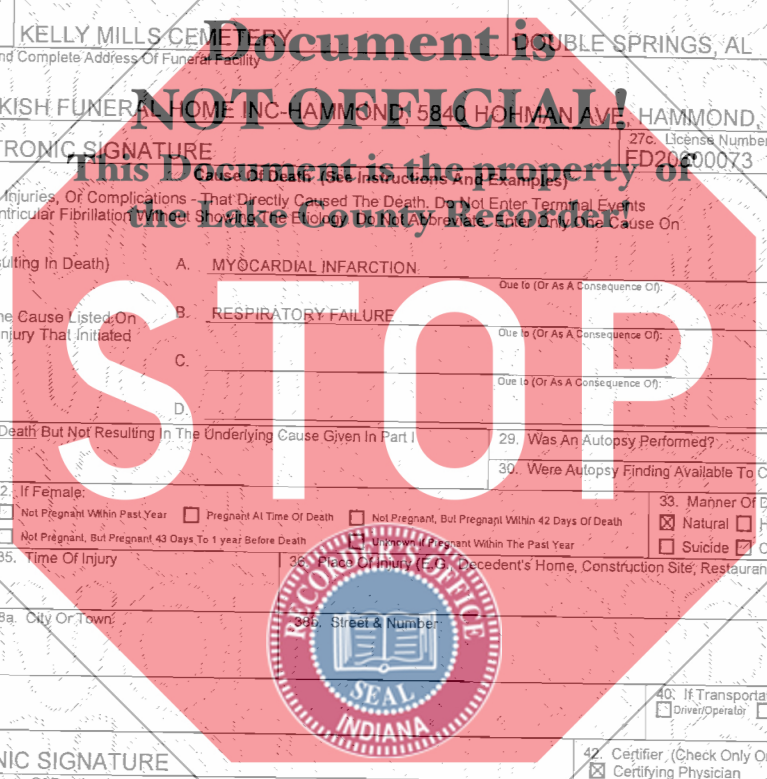 KELLY MILLS CEMETERY DOUBLE SPRINGS, AL
Document is
nd Complete Address Of Funeral Facility
NOT OFFICIAL!
KISH FUNERAL HOME INC-HAMMOND, 5840 HOHMAN AVE, HAMMOND,
27c. License Number
TRONIC SIGNATURE
This Document is the property of
Cause Of Death (See Instructions And Examples)
Injuries, Or Complications - That Directly Caused The Death. Do Not Enter Terminal Events
the Lake County Recorder!
ntricular Fibrillation Without Showing The Etiology Do Not Abbreviate. Enter Only One Cause On
ulting In Death) A. MYOCARDIAL INFARCTION
Due to (Or As A Consequence Of):
STOP
he Cause Listed On B. RESPIRATORY FAILURE
njury That Initiated
Due to (Or As A Consequence Of):
C.
Due to (Or As A Consequence Of):
D.
Death But Not Resulting In The Underlying Cause Given In Part I
29. Was An Autopsy Performed?
30. Were Autopsy Finding Available To C
2. If Female:
33. Manner Of D
Not Pregnant Within Past Year Pregnant At Time Of Death Not Pregnant, But Pregnant Within 42 Days Of Death
Natural H
Not Pregnant, But Pregnant 43 Days To 1 year Before Death Unknown If Pregnant Within The Past Year
Suicide C
35. Time Of Injury 36. Place Of Injury (E.G., Decedent's Home, Construction Site, Restauran
RECORDER'S OFFICE
8a. City Or Town 38b. Street & Number
SEAL
INDIANA
40. If Transporta
Driver/Operator
NIC SIGNATURE
42. Certifier (Check Only O
Certifying Physician